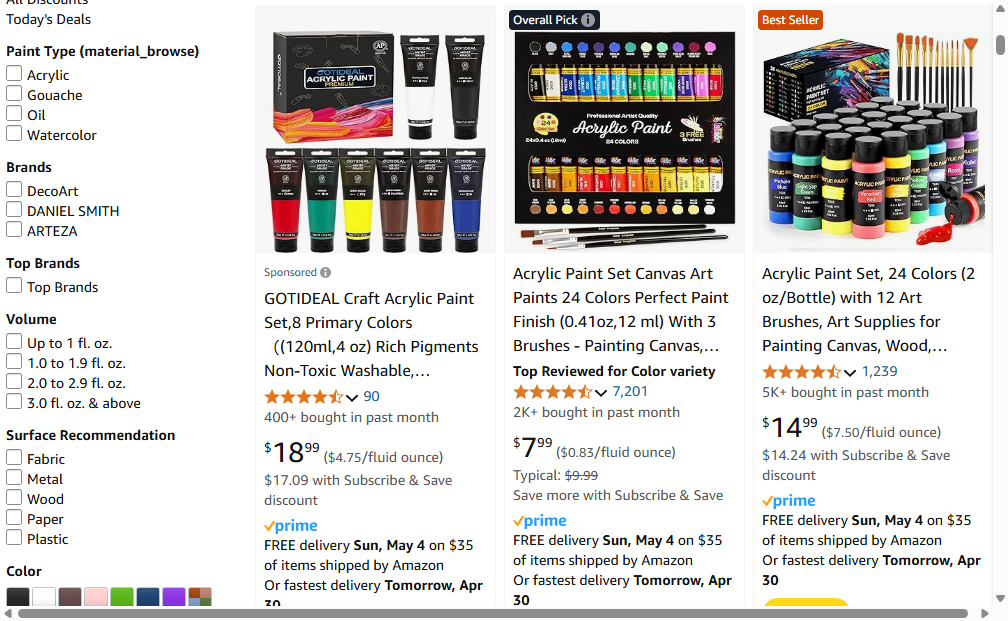 All Discounts
Today's Deals
Paint Type (material_browse)
Acrylic
Gouache
Oil
Watercolor
Brands
DecoArt
DANIEL SMITH
ARTEZA
Top Brands
Top Brands
Volume
Up to 1 fl. oz.
1.0 to 1.9 fl. oz.
2.0 to 2.9 fl. oz.
3.0 fl. oz. & above
Surface Recommendation
Fabric
Metal
Wood
Paper
Plastic
Color
AP
GOTIDEAL
ACRYLIC PAINT
PREMIUM
Sponsored
GOTIDEAL Craft Acrylic Paint
Set,8 Primary Colors
((120ml,4 oz) Rich Pigments
Non-Toxic Washable,…
90
400+ bought in past month
$18.99 ($4.75/fluid ounce)
$17.09 with Subscribe & Save
discount
prime
FREE delivery Sun, May 4 on $35
of items shipped by Amazon
Or fastest delivery Tomorrow, Apr
30
Overall Pick
Professional Artist Quality
Acrylic Paint
24 COLORS
3 FREE
Brushes
Acrylic Paint Set Canvas Art
Paints 24 Colors Perfect Paint
Finish (0.41oz,12 ml) With 3
Brushes - Painting Canvas,…
Top Reviewed for Color variety
7,201
2K+ bought in past month
$7.99 ($0.83/fluid ounce)
Typical: $9.99
Save more with Subscribe & Save
prime
FREE delivery Sun, May 4 on $35
of items shipped by Amazon
Or fastest delivery Tomorrow, Apr
30
Best Seller
ACRYLIC
PAINT SET
Acrylic Paint Set, 24 Colors (2
oz/Bottle) with 12 Art
Brushes, Art Supplies for
Painting Canvas, Wood,…
1,239
5K+ bought in past month
$14.99 ($7.50/fluid ounce)
$14.24 with Subscribe & Save
discount
prime
FREE delivery Sun, May 4 on $35
of items shipped by Amazon
Or fastest delivery Tomorrow, Apr
30